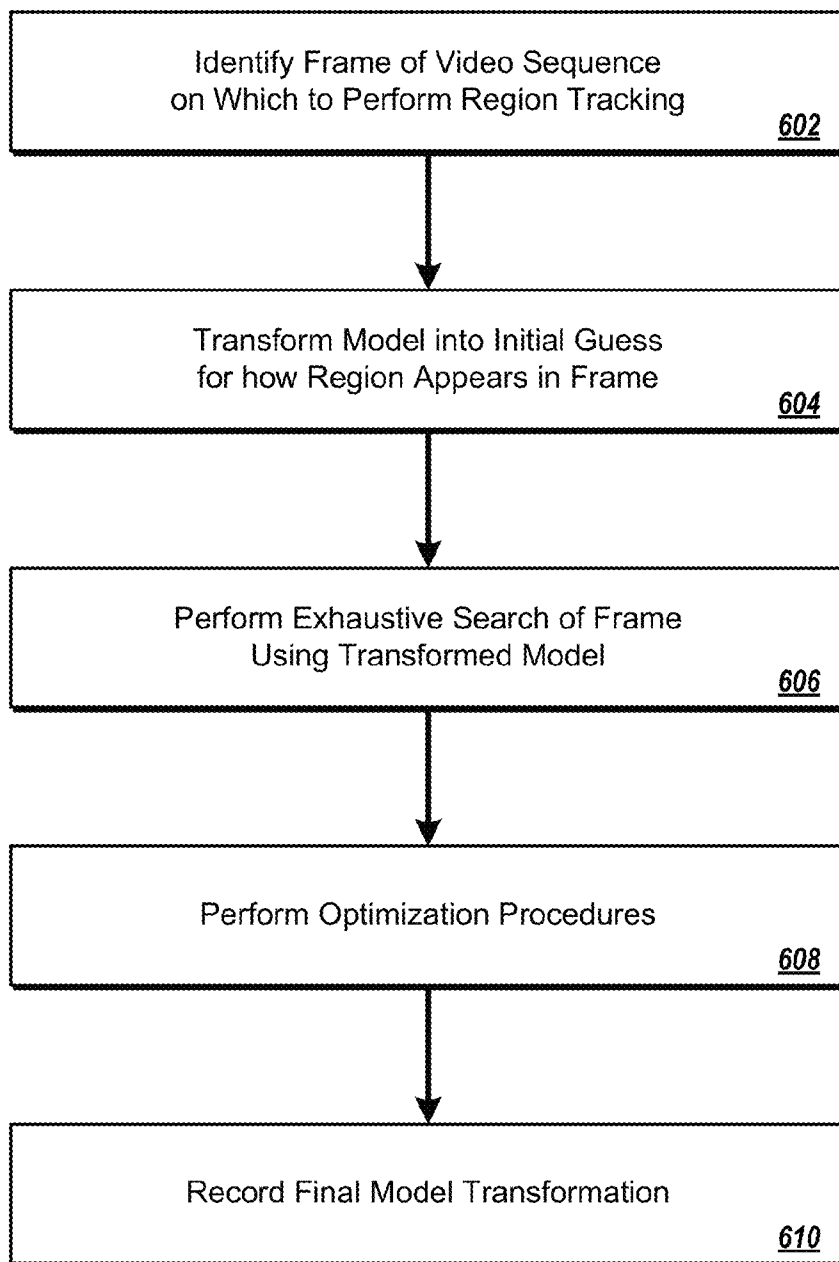 Identify Frame of Video Sequence
on Which to Perform Region Tracking
602
Transform Model into Initial Guess
for how Region Appears in Frame
604
Perform Exhaustive Search of Frame
Using Transformed Model
606
Perform Optimization Procedures
608
Record Final Model Transformation
610